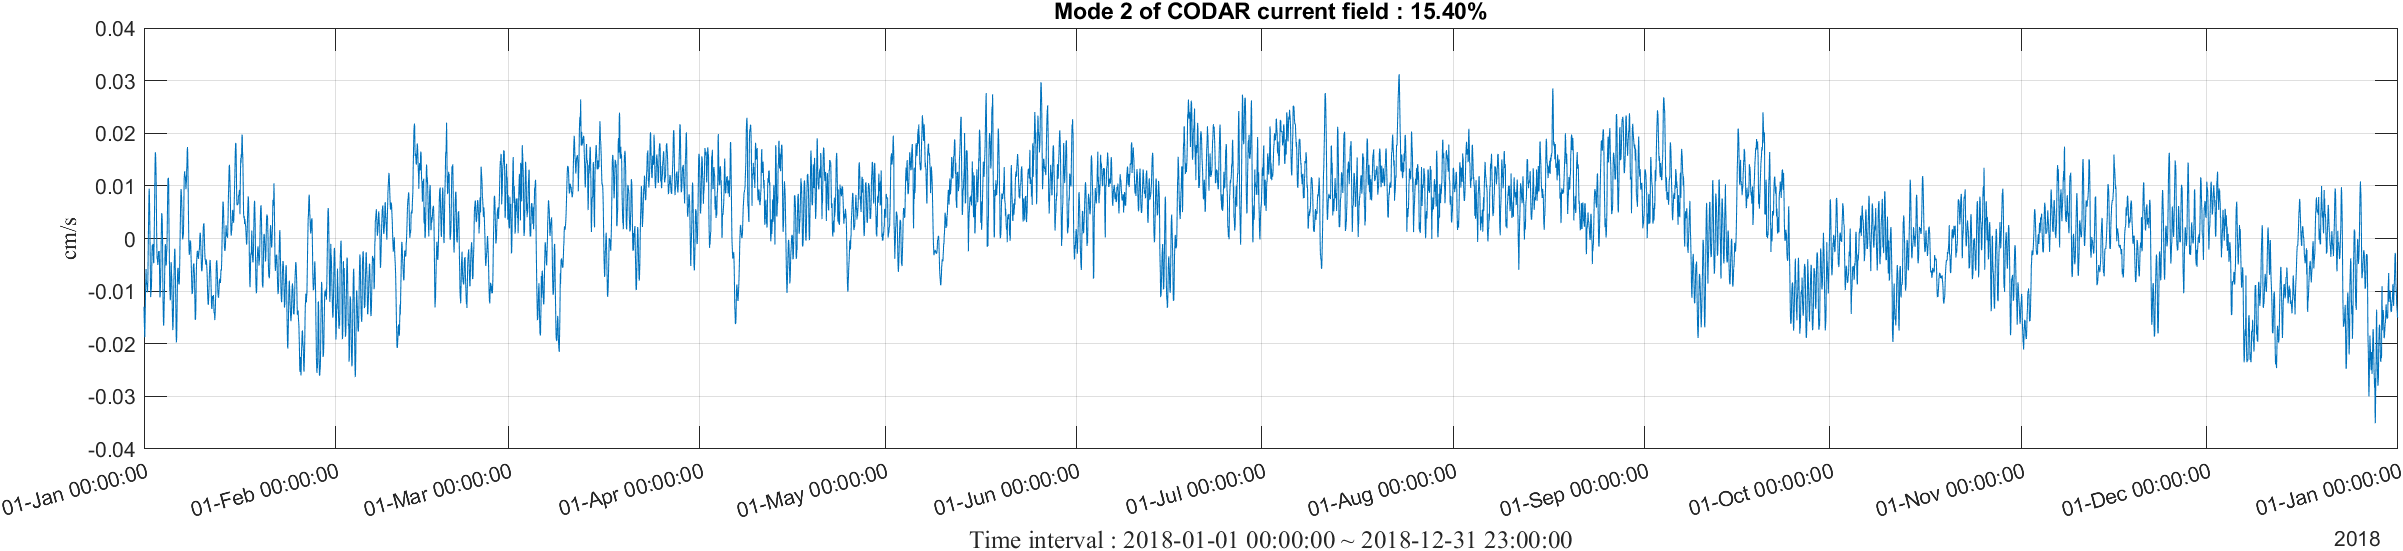 Mode 2 of CODAR current field : 15.40%
0.04
0.03
0.02
0.01
0
-0.01
-0.02
-0.03
-0.04
cm/s
01-Jan 00:00:00
01-Feb 00:00:00
01-Mar 00:00:00
01-Apr 00:00:00
01-May 00:00:00
01-Jun 00:00:00
01-Jul 00:00:00
01-Aug 00:00:00
01-Sep 00:00:00
01-Oct 00:00:00
01-Nov 00:00:00
01-Dec 00:00:00
01-Jan 00:00:00
Time interval : 2018-01-01 00:00:00 ~ 2018-12-31 23:00:00
2018